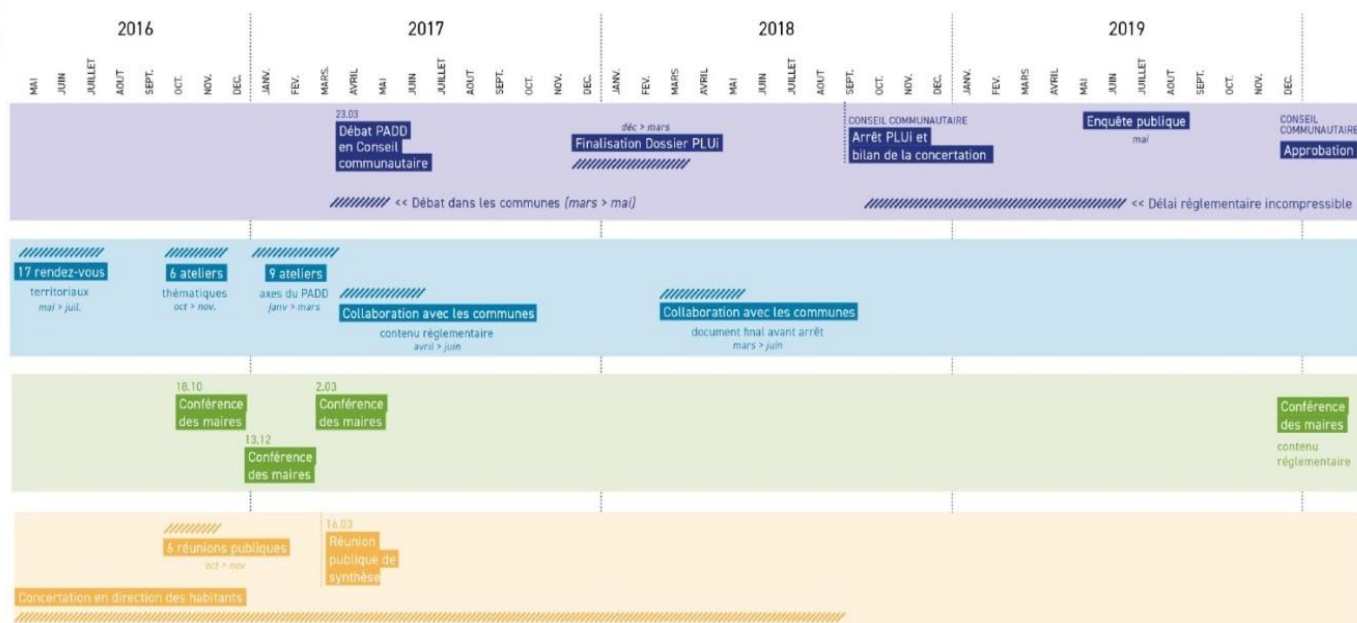 2016
2017
2018
2019
MAI JUIN JUILLET AOUT SEPT. OCT. NOV. DEC. JANV. FEV. MARS. AVRIL MAI JUIN JUILLET AOUT SEPT. OCT. NOV. DEC. JANV. FEV. MARS AVRIL MAI JUIN JUILLET AOUT SEPT. OCT. NOV. DEC. JANV. FEV. MARS AVRIL MAI JUIN JUILLET AOUT SEPT. OCT. NOV. DEC.
23.03
Débat PADD
en Conseil
communautaire
déc > mars
Finalisation Dossier PLUi
CONSEIL COMMUNAUTAIRE
Arrêt PLUi et
bilan de la concertation
Enquête publique
mai
CONSEIL
COMMUNAUTAIRE
Approbation
<< Débat dans les communes (mars > mai)
<< Délai réglementaire incompressible
17 rendez-vous
territoriaux
mai > juil.
6 ateliers
thèmatiques
oct > nov.
9 ateliers
axes du PADD
janv > mars
Collaboration avec les communes
contenu règlementaire
avril > juin
Collaboration avec les communes
document final avant arrêt
mars > juin
18.10
Conférence
des maires
13.12
Conférence
des maires
2.03
Conférence
des maires
Conférence
des maires
contenu
réglementaire
6 réunions publiques
oct > nov
16.03
Réunion
publique de
synthèse
Concertation en direction des habitants